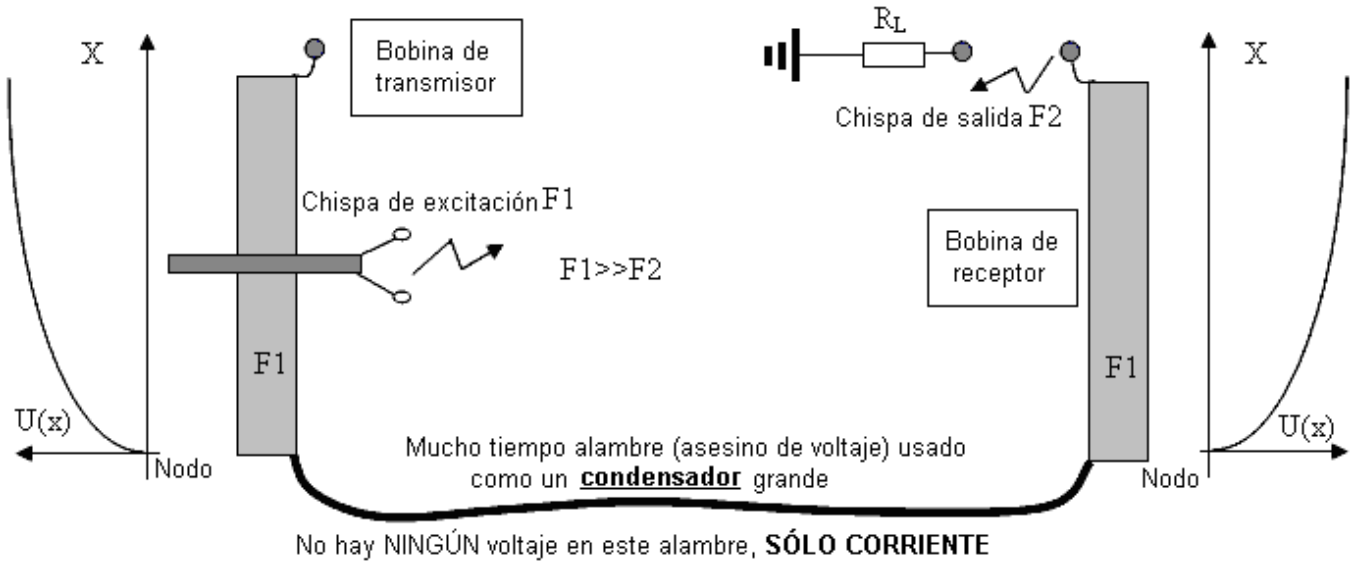 X
Bobina de
transmisor
R_L
X
Chispa de salida F2
Chispa de excitación F1
F1>>F2
Bobina de
receptor
F1
F1
U(x)
Nodo
Mucho tiempo alambre (asesino de voltaje) usado
como un condensador grande
Nodo
U(x)
No hay NINGÚN voltaje en este alambre, SÓLO CORRIENTE